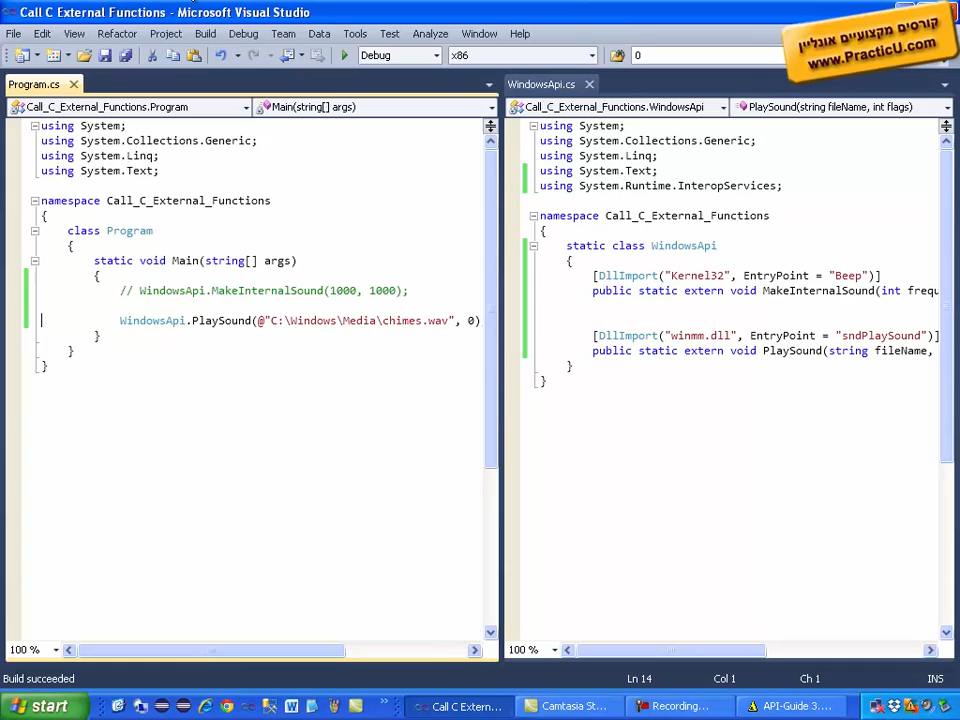 Call C External Functions - Microsoft Visual Studio
קורסים מקצועיים אונליין
www.PracticU.com
File Edit View Refactor Project Build Debug Team Data Tools Test Analyze Window Help
Debug x86 0
Program.cs
Call_C_External_Functions.Program Main(string[] args)
using System;
using System.Collections.Generic;
using System.Linq;
using System.Text;
namespace Call_C_External_Functions
{
class Program
{
static void Main(string[] args)
{
// WindowsApi.MakeInternalSound(1000, 1000);
WindowsApi.PlaySound(@"C:\Windows\Media\chimes.wav", 0)
}
}
}
100 %
WindowsApi.cs
Call_C_External_Functions.WindowsApi PlaySound(string fileName, int flags)
using System;
using System.Collections.Generic;
using System.Linq;
using System.Text;
using System.Runtime.InteropServices;
namespace Call_C_External_Functions
{
static class WindowsApi
{
[DllImport("Kernel32", EntryPoint = "Beep")]
public static extern void MakeInternalSound(int frequ
[DllImport("winmm.dll", EntryPoint = "sndPlaySound")]
public static extern void PlaySound(string fileName,
}
}
100 %
Build succeeded Ln 14 Col 1 Ch 1 INS
start Call C Extern... Camtasia St... Recording... API-Guide 3....